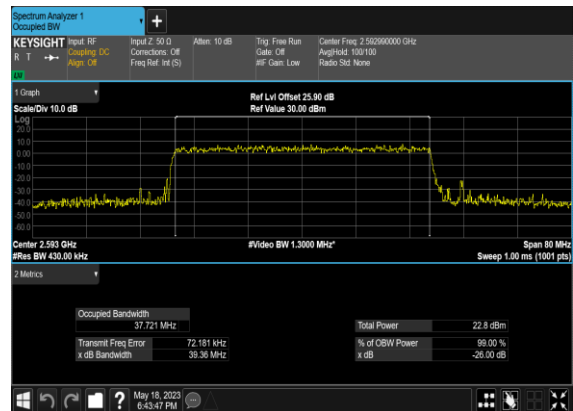 Spectrum Analyzer 1
Occupied BW
+
KEYSIGHT Input: RF Input Z: 50 Ω Atten: 10 dB Trig: Free Run Center Freq: 2.592990000 GHz
R T Coupling: DC Corrections: Off Gate: Off Avg|Hold: 100/100
Align: Off Freq Ref: Int (S) #IF Gain: Low Radio Std: None
1 Graph
Ref Lvl Offset 25.90 dB
Scale/Div 10.0 dB Ref Value 30.00 dBm
Log
20.0
10.0
0.00
-10.0
-20.0
-30.0
-40.0
-50.0
-60.0
Center 2.593 GHz #Video BW 1.3000 MHz* Span 80 MHz
#Res BW 430.00 kHz Sweep 1.00 ms (1001 pts)
2 Metrics
Occupied Bandwidth
37.721 MHz Total Power 22.8 dBm
Transmit Freq Error 72.181 kHz % of OBW Power 99.00 %
x dB Bandwidth 39.36 MHz x dB -26.00 dB
? May 18, 2023
6:43:47 PM